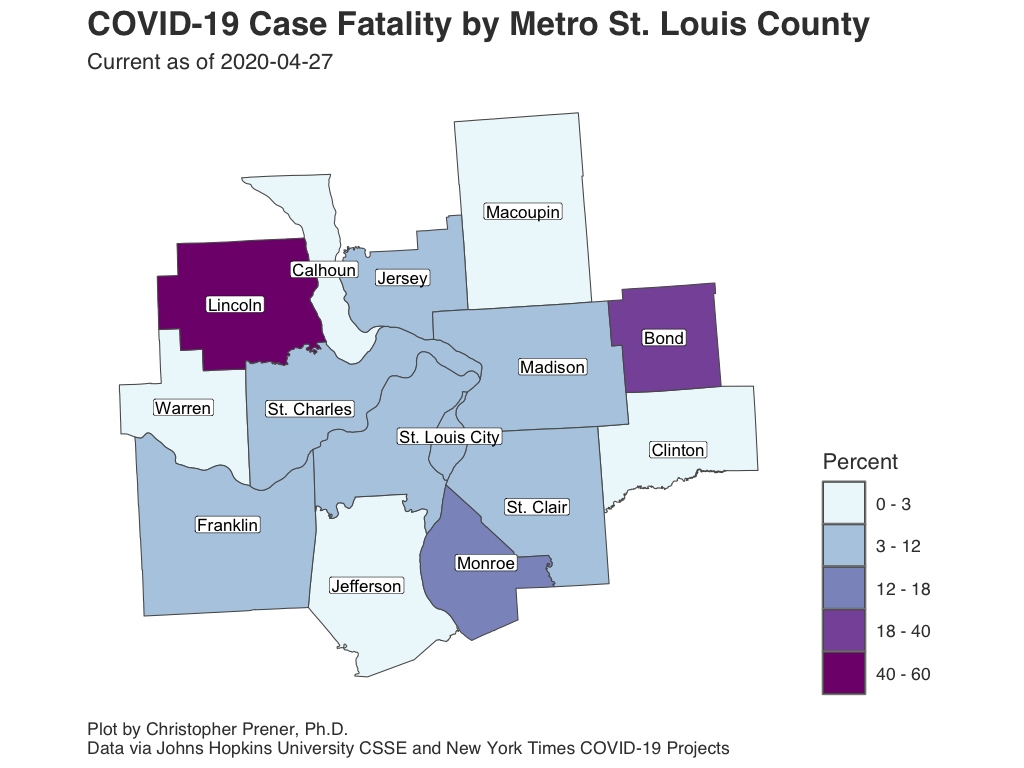 COVID-19 Case Fatality by Metro St. Louis County
Current as of 2020-04-27
Macoupin
Calhoun
Jersey
Lincoln
Bond
Madison
Warren
St. Charles
St. Louis City
Clinton
St. Clair
Franklin
Monroe
Jefferson
Percent
0 - 3
3 - 12
12 - 18
18 - 40
40 - 60
Plot by Christopher Prener, Ph.D.
Data via Johns Hopkins University CSSE and New York Times COVID-19 Projects